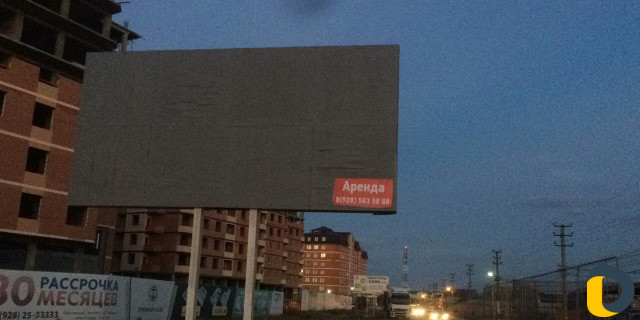 Аренда
8(928) 583 58 88
30 РАССРОЧКА
МЕСЯЦЕВ
(928) 25-33333